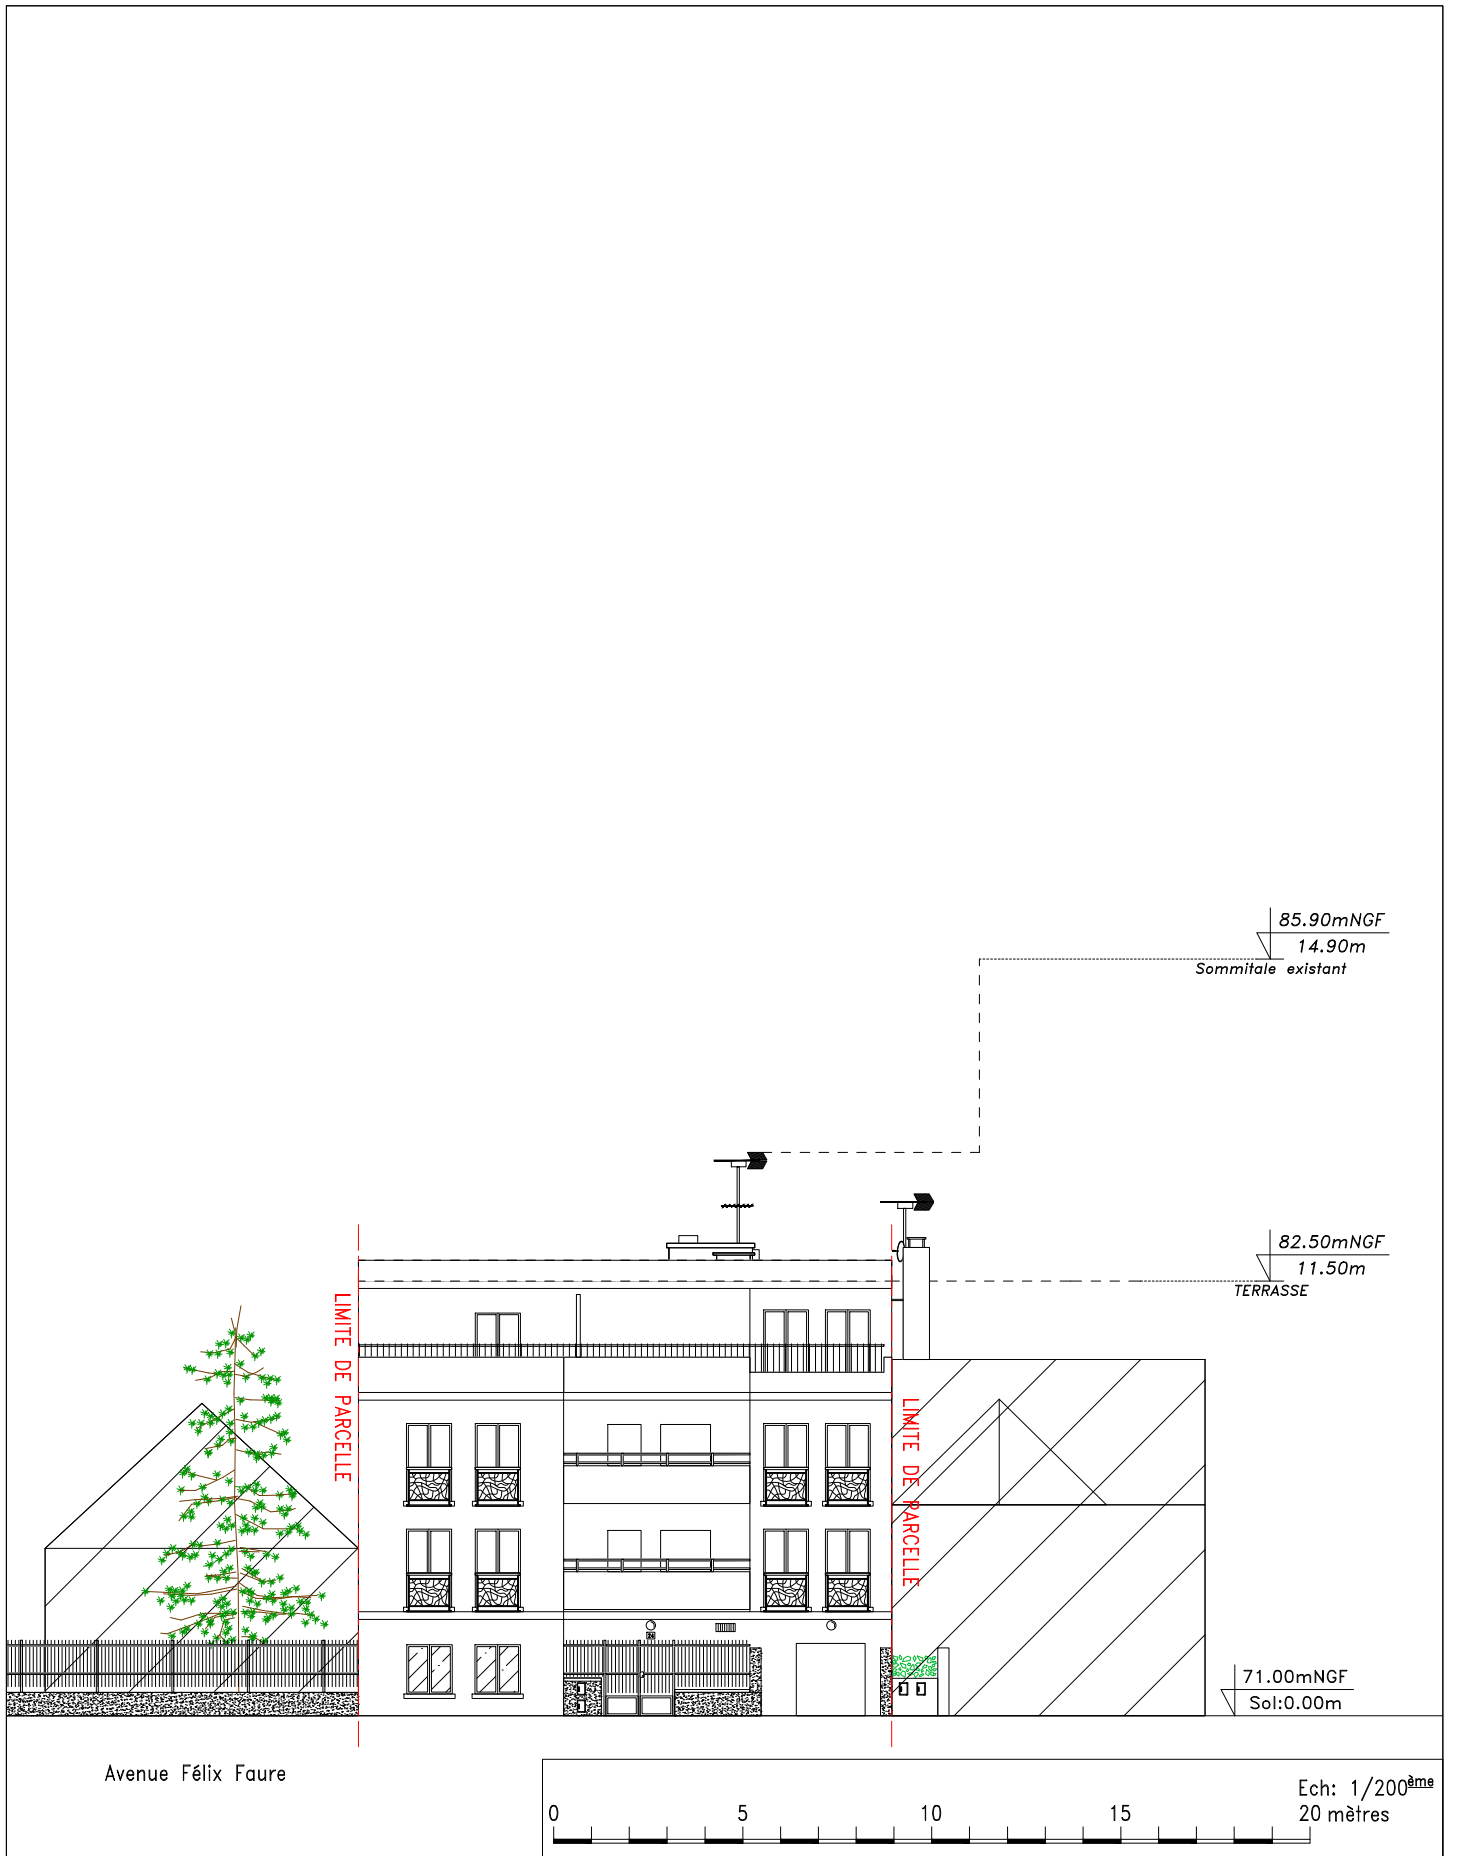 85.90mNGF
14.90m
Sommitale existant
82.50mNGF
11.50m
TERRASSE
LIMITE DE PARCELLE
LIMITE DE PARCELLE
71.00mNGF
Sol:0.00m
Avenue Félix Faure
Ech: 1/200ème
0 5 10 15 20 mètres